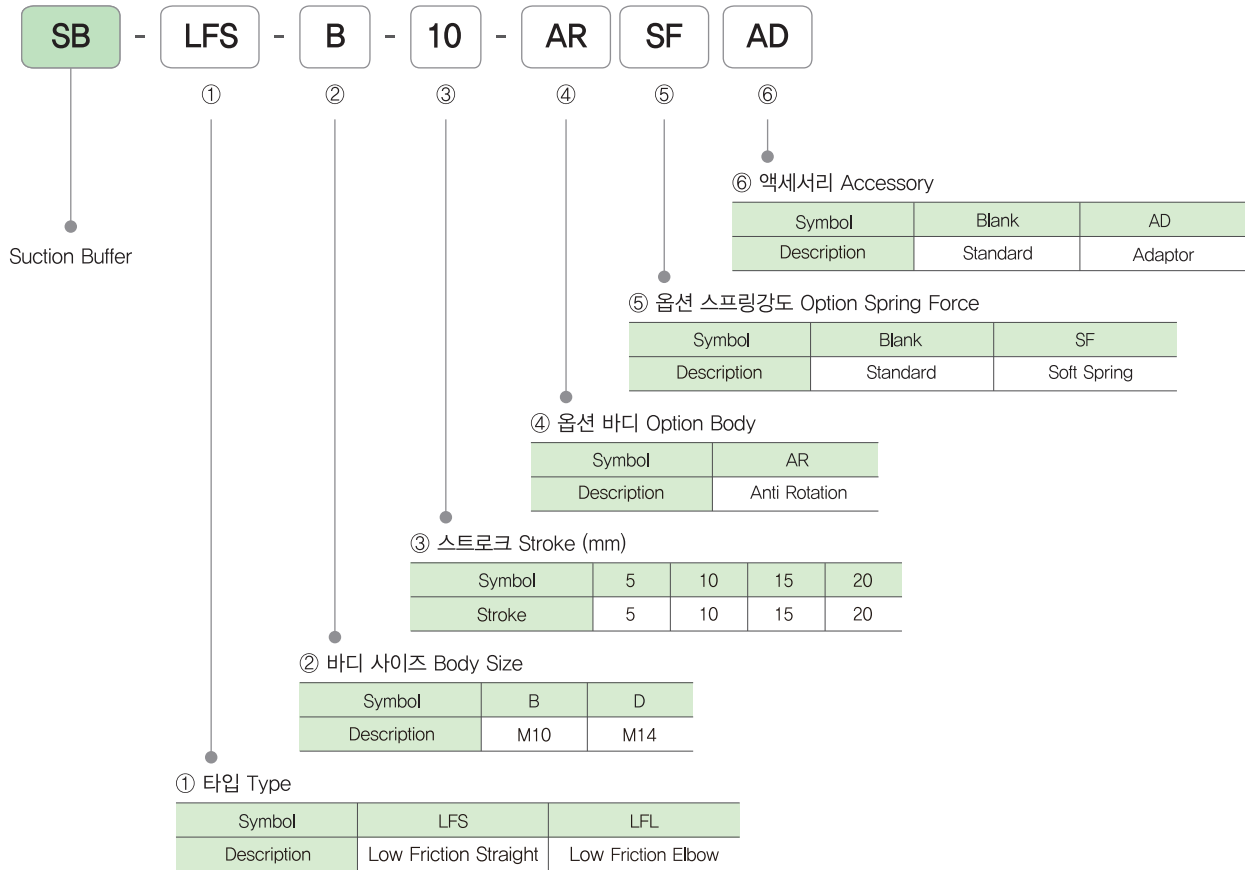 SB - LFS - B - 10 - AR SF AD
① ② ③ ④ ⑤ ⑥
Suction Buffer
⑥ 액세서리 Accessory
Symbol Blank AD
Description Standard Adaptor
⑤ 옵션 스프링강도 Option Spring Force
Symbol Blank SF
Description Standard Soft Spring
④ 옵션 바디 Option Body
Symbol AR
Description Anti Rotation
③ 스트로크 Stroke (mm)
Symbol 5 10 15 20
Stroke 5 10 15 20
② 바디 사이즈 Body Size
Symbol B D
Description M10 M14
① 타입 Type
Symbol LFS LFL
Description Low Friction Straight Low Friction Elbow